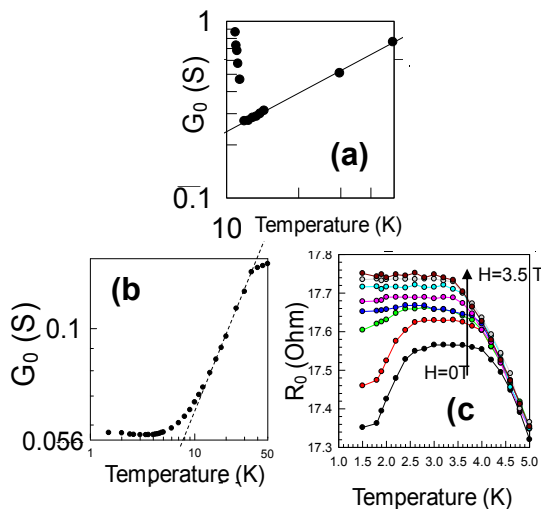 1
G₀ (S)
(a)
0.1
10
Temperature (K)
(b)
G₀ (S)
0.1
0.056
1
10
50
Temperature (K)
17.8
17.7
17.6
17.5
17.4
17.3
R₀ (Ohm)
H=3.5 T
H=0T
(c
1.0 1.5 2.0 2.5 3.0 3.5 4.0 4.5 5.0
Temperature (K)